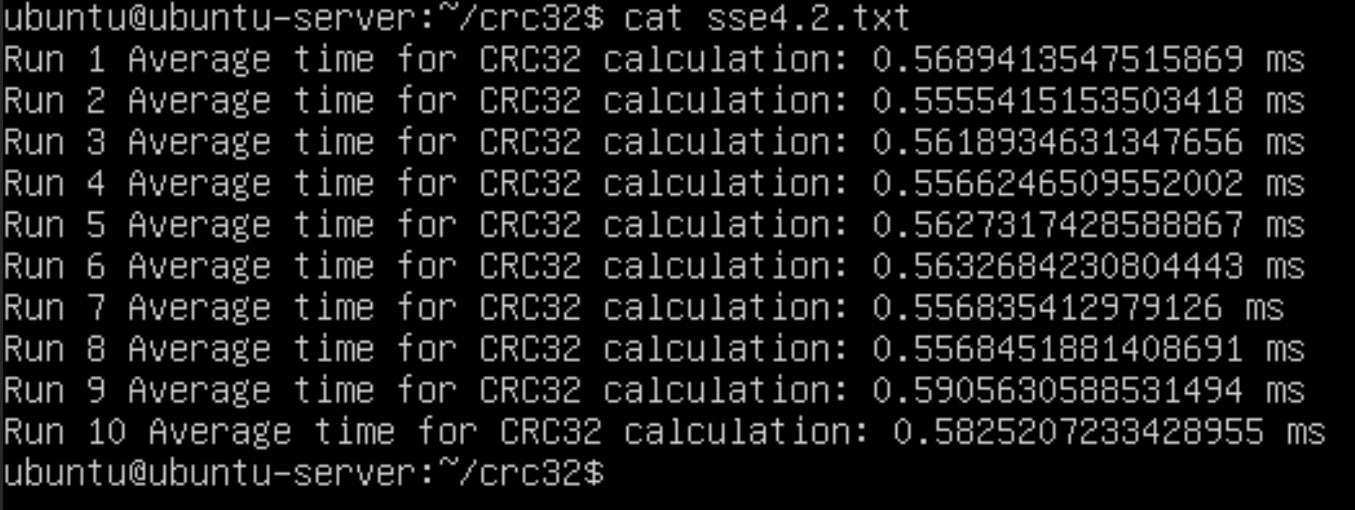 ubuntu@ubuntu-server:~/crc32$ cat sse4.2.txt
Run 1 Average time for CRC32 calculation: 0.5689413547515869 ms
Run 2 Average time for CRC32 calculation: 0.5555415153503418 ms
Run 3 Average time for CRC32 calculation: 0.5618934631347656 ms
Run 4 Average time for CRC32 calculation: 0.5566246509552002 ms
Run 5 Average time for CRC32 calculation: 0.5627317428588867 ms
Run 6 Average time for CRC32 calculation: 0.5632684230804443 ms
Run 7 Average time for CRC32 calculation: 0.556835412979126 ms
Run 8 Average time for CRC32 calculation: 0.5568451881408691 ms
Run 9 Average time for CRC32 calculation: 0.5905630588531494 ms
Run 10 Average time for CRC32 calculation: 0.5825207233428955 ms
ubuntu@ubuntu-server:~/crc32$